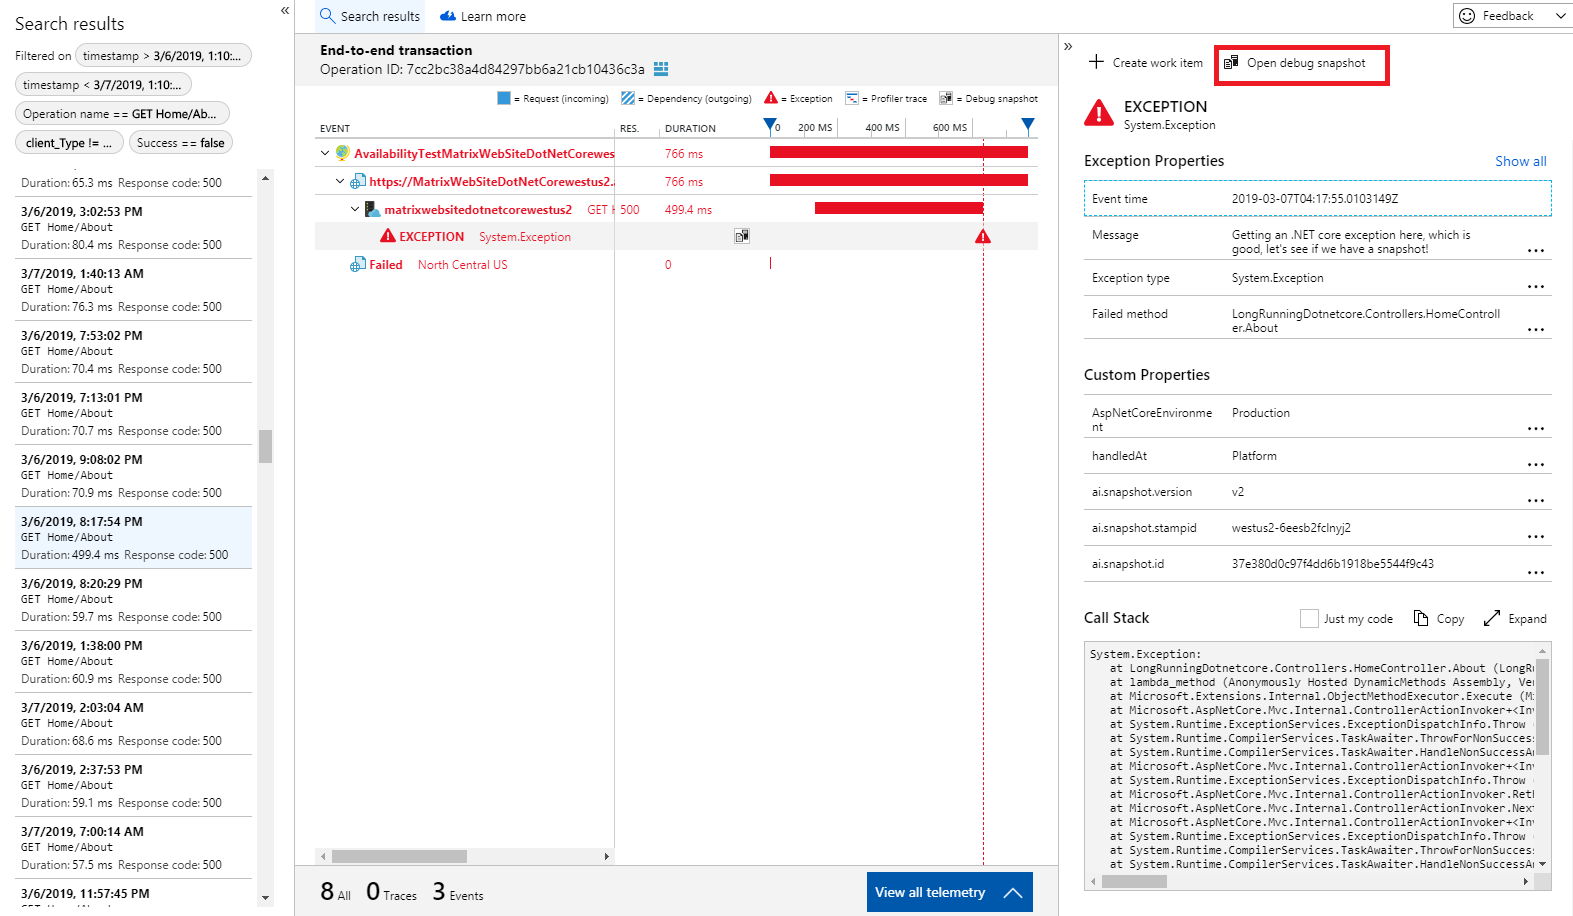 Search results
Filtered on timestamp > 3/6/2019, 1:10:...
timestamp < 3/7/2019, 1:10:...
Operation name == GET Home/Ab...
client_Type != ...
Success == false
Duration: 65.3 ms Response code: 500
3/6/2019, 3:02:53 PM
GET Home/About
Duration: 80.4 ms Response code: 500
3/7/2019, 1:40:13 AM
GET Home/About
Duration: 76.3 ms Response code: 500
3/6/2019, 7:53:02 PM
GET Home/About
Duration: 70.4 ms Response code: 500
3/6/2019, 7:13:01 PM
GET Home/About
Duration: 70.7 ms Response code: 500
3/6/2019, 9:08:02 PM
GET Home/About
Duration: 70.9 ms Response code: 500
3/6/2019, 8:17:54 PM
GET Home/About
Duration: 499.4 ms Response code: 500
3/6/2019, 8:20:29 PM
GET Home/About
Duration: 59.7 ms Response code: 500
3/6/2019, 1:38:00 PM
GET Home/About
Duration: 60.9 ms Response code: 500
3/7/2019, 2:03:04 AM
GET Home/About
Duration: 68.6 ms Response code: 500
3/6/2019, 2:37:53 PM
GET Home/About
Duration: 59.1 ms Response code: 500
3/7/2019, 7:00:14 AM
GET Home/About
Duration: 57.5 ms Response code: 500
3/6/2019, 11:57:45 PM
Search results
Learn more
Feedback
End-to-end transaction
Operation ID: 7cc2bc38a4d84297bb6a21cb10436c3a
= Request (incoming) = Dependency (outgoing) = Exception = Profiler trace = Debug snapshot
EVENT RES. DURATION 0 200 MS 400 MS 600 MS
AvailabilityTestMatrixWebSiteDotNetCorewes 766 ms
https://MatrixWebSiteDotNetCorewestus2. 766 ms
matrixwebsitedotnetcorewestus2 GET 500 499.4 ms
EXCEPTION System.Exception
Failed North Central US 0
8 All 0 Traces 3 Events
View all telemetry
Create work item
Open debug snapshot
EXCEPTION
System.Exception
Exception Properties Show all
Event time 2019-03-07T04:17:55.0103149Z
Message Getting an .NET core exception here, which is
good, let's see if we have a snapshot! ...
Exception type System.Exception ...
Failed method LongRunningDotnetcore.Controllers.HomeControll
er.About ...
Custom Properties
AspNetCoreEnvironme Production
nt ...
handledAt Platform ...
ai.snapshot.version v2 ...
ai.snapshot.stampid westus2-6eesb2fclnyj2 ...
ai.snapshot.id 37e380d0c97f4dd6b1918be5544f9c43 ...
Call Stack Just my code Copy Expand
System.Exception:
at LongRunningDotnetcore.Controllers.HomeController.About (LongR
at lambda_method (Anonymously Hosted DynamicMethods Assembly, Ver
at Microsoft.Extensions.Internal.ObjectMethodExecutor.Execute (Mi
at Microsoft.AspNetCore.Mvc.Internal.ControllerActionInvoker+<Inv
at System.Runtime.ExceptionServices.ExceptionDispatchInfo.Throw (
at System.Runtime.CompilerServices.TaskAwaiter.ThrowForNonSuccess
at System.Runtime.CompilerServices.TaskAwaiter.HandleNonSuccessAn
at Microsoft.AspNetCore.Mvc.Internal.ControllerActionInvoker+<Inv
at System.Runtime.ExceptionServices.ExceptionDispatchInfo.Throw (
at Microsoft.AspNetCore.Mvc.Internal.ControllerActionInvoker.Reth
at Microsoft.AspNetCore.Mvc.Internal.ControllerActionInvoker.Next
at Microsoft.AspNetCore.Mvc.Internal.ControllerActionInvoker+<Inv
at System.Runtime.ExceptionServices.ExceptionDispatchInfo.Throw (
at System.Runtime.CompilerServices.TaskAwaiter.ThrowForNonSuccess
at System.Runtime.CompilerServices.TaskAwaiter.HandleNonSuccessAn